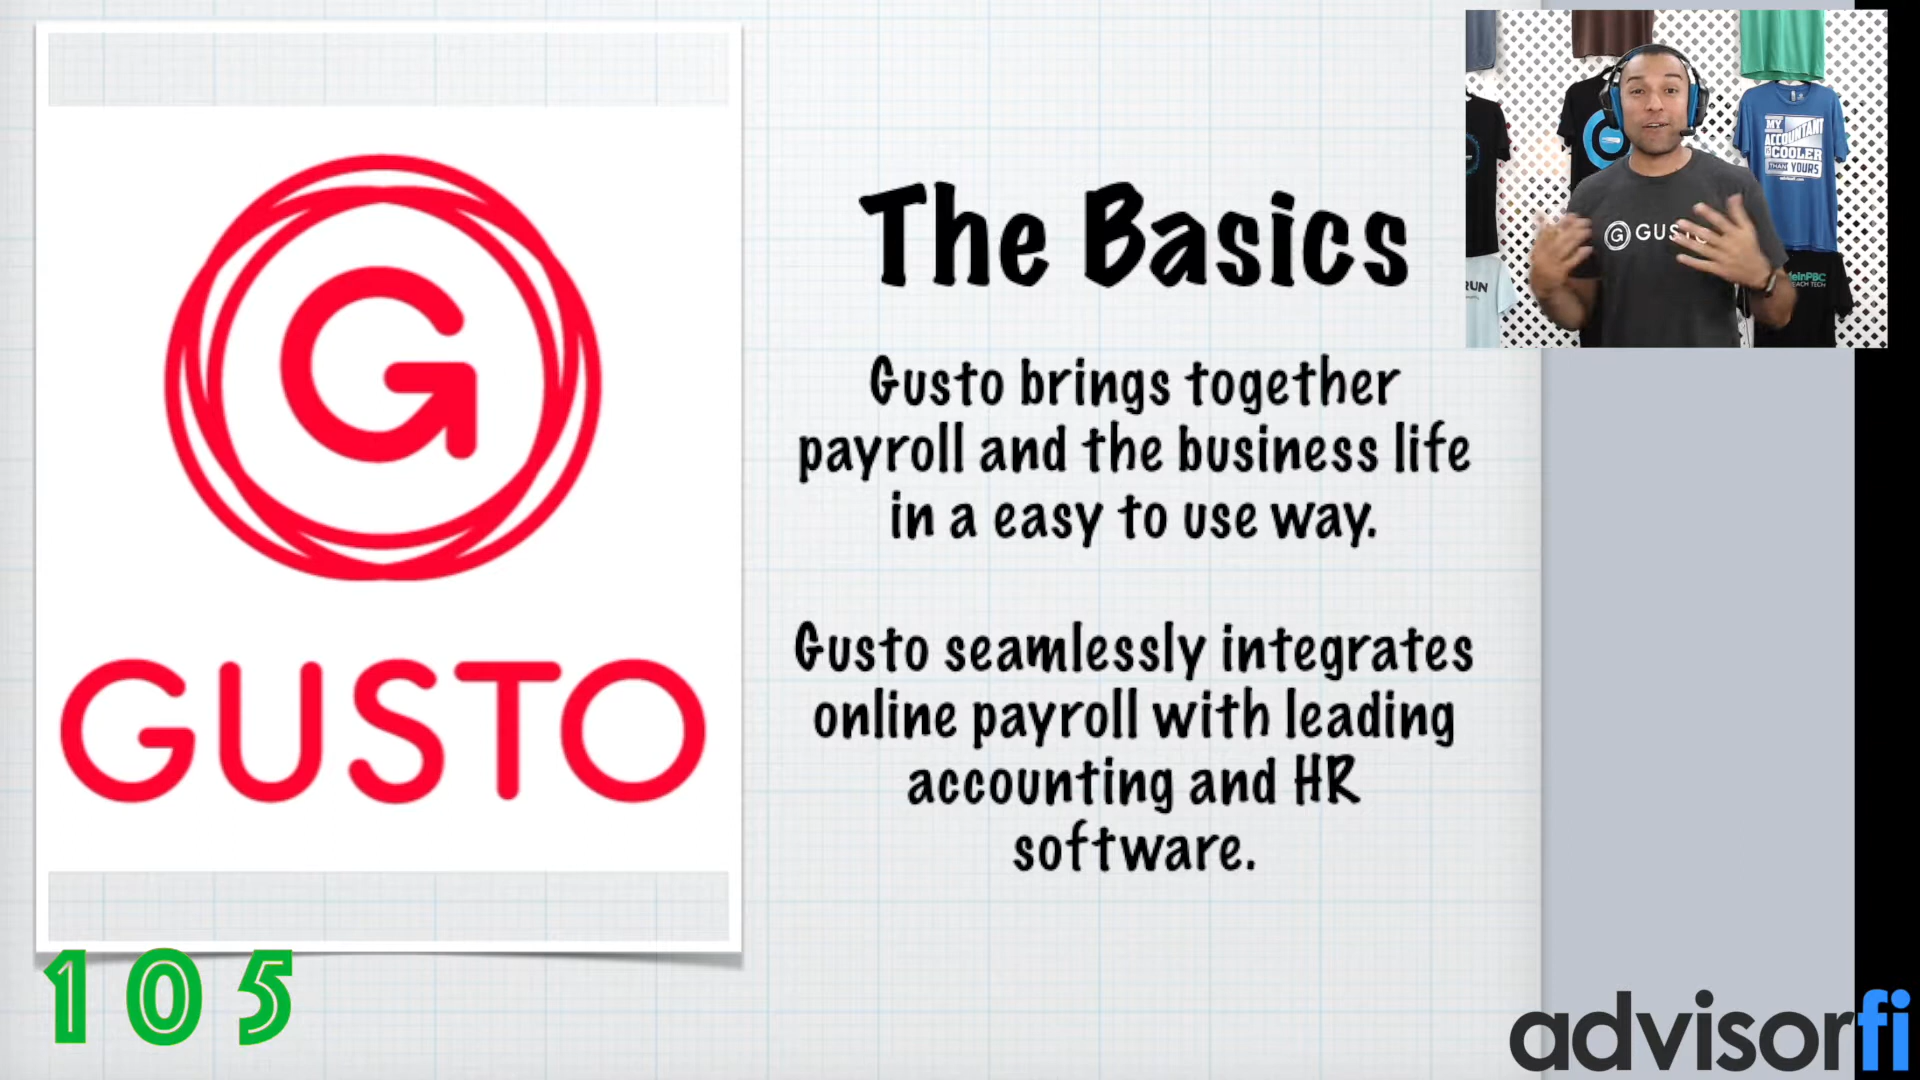 G
GUSTO
The Basics
Gusto brings together
payroll and the business life
in a easy to use way.
Gusto seamlessly integrates
online payroll with leading
accounting and HR
software.
G GUSTO
MY
ACCOUNTANT
COOLER
THAN YOURS
RUN
105
advisorfi